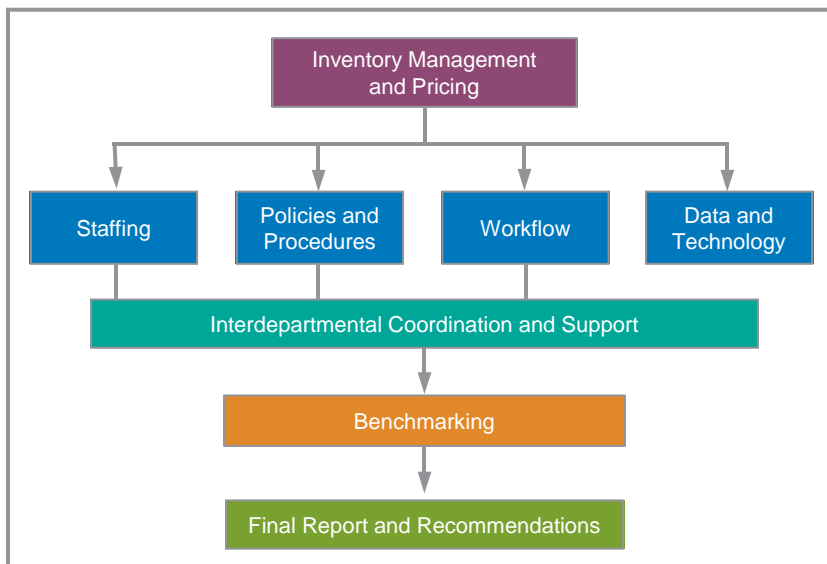 Inventory Management
and Pricing
Staffing
Policies and
Procedures
Workflow
Data and
Technology
Interdepartmental Coordination and Support
Benchmarking
Final Report and Recommendations